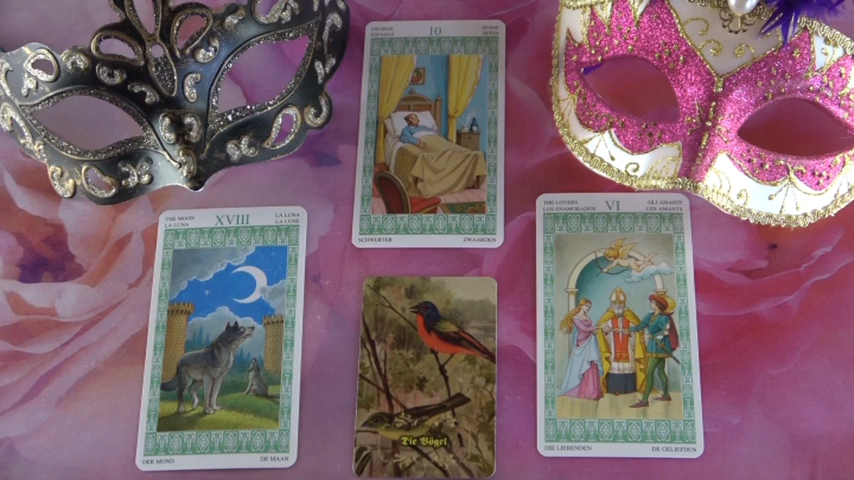 SWORDS 10 SPADE
ESPADAS ÉPÉES
SCHWERTER ZWAARDEN
THE MOON XVIII LA LUNA
LA LUNA LA LUNE
DER MOND DE MAAN
Die Vögel
THE LOVERS VI GLI AMANTI
LOS ENAMORADOS LES AMANTS
DIE LIEBENDEN DE GELIEFDEN